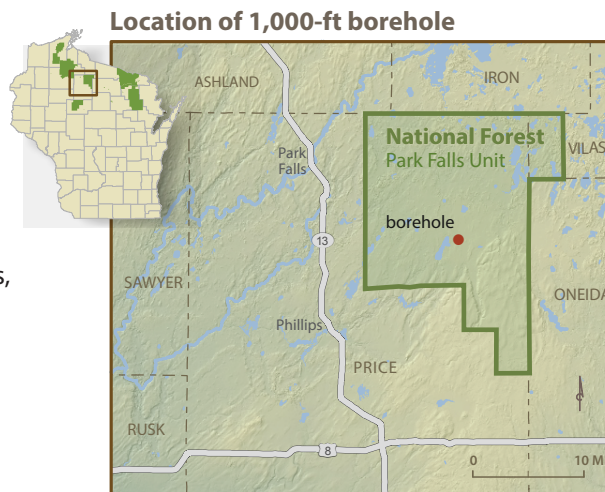 Location of 1,000-ft borehole
ASHLAND
IRON
National Forest
Park Falls Unit
VILAS
Park
Falls
borehole
13
s,
SAWYER
ONEIDA
Phillips
PRICE
RUSK
8
0 10 M